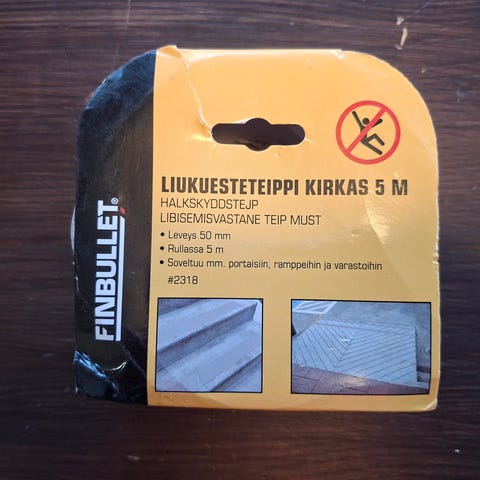 FINBULLET®
LIUKUESTETEIPPI KIRKAS 5 M
HALKSKYDDSTEJP
LIBISEMISVASTANE TEIP MUST
• Leveys 50 mm
• Rullassa 5 m
• Soveltuu mm. portaisiin, ramppeihin ja varastoihin
#2318